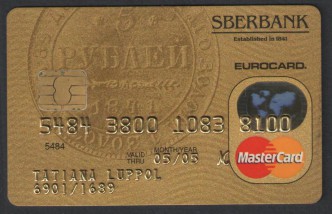 SBERBANK
Established in 1841
EUROCARD.
5 РУБЛЕЙ
5484 3800 1083 8100
5484
MONTH/YEAR
VALID THRU 05/05
MasterCard
TATIANA LUPPOL
6901/1689